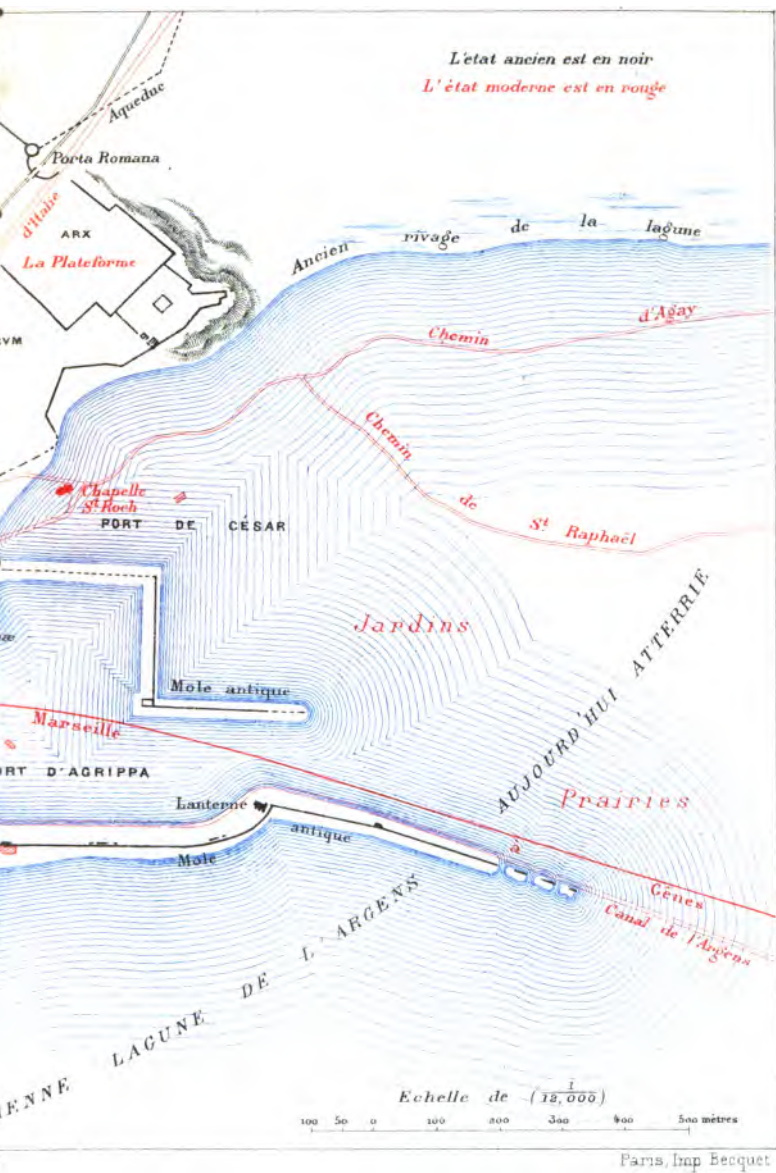 L'etat ancien est en noir
L'état moderne est en rouge
Aqueduc
Porta Romana
d'Italie
ARX
La Plateforme
VM
Ancien rivage de la lagune
Chemin d'Agay
Chemin de St Raphaël
Chapelle
St Roch
PORT DE CÉSAR
Jardins
æ
Mole antique
Marseille à Gênes
RT D'AGRIPPA
AUJOURD'HUI ATTERRIE
Prairies
Lanterne
Mole antique
Canal de l'Argens
IENNE LAGUNE DE L'ARGENS
Echelle de (1/12,000)
100 50 0 100 200 300 400 500 mètres
Paris, Imp Becquet